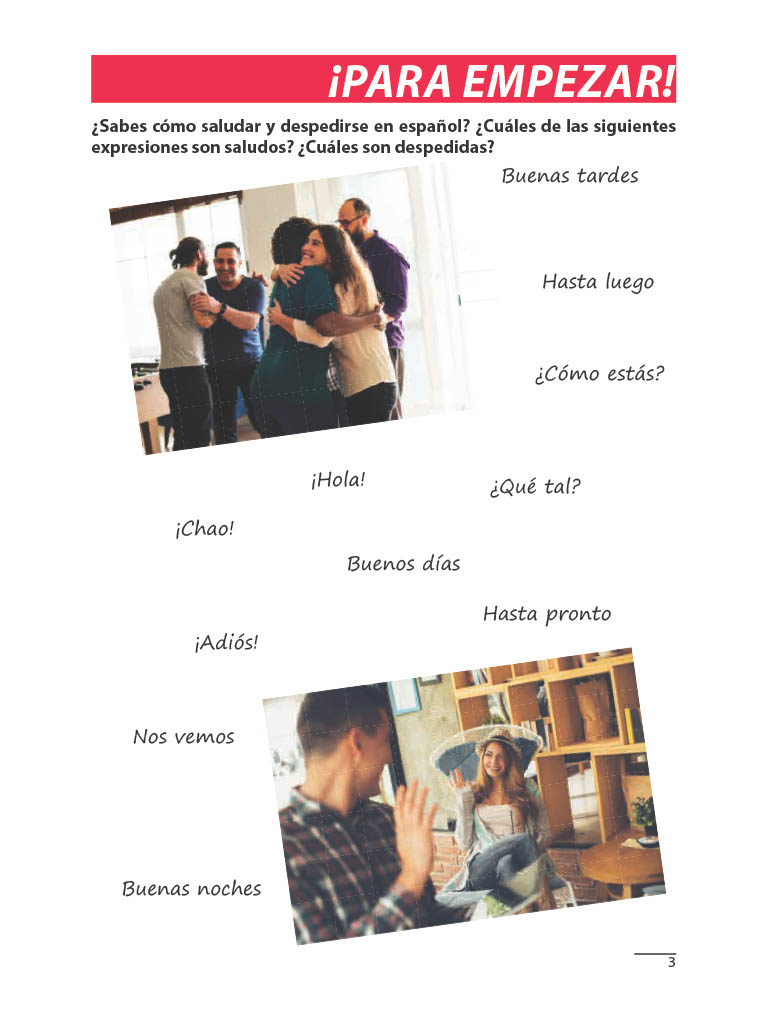 ¡PARA EMPEZAR!
¿Sabes cómo saludar y despedirse en español? ¿Cuáles de las siguientes
expresiones son saludos? ¿Cuáles son despedidas?
Buenas tardes
Hasta luego
¿Cómo estás?
¡Hola!
¿Qué tal?
¡Chao!
Buenos días
Hasta pronto
¡Adiós!
Nos vemos
Buenas noches
3